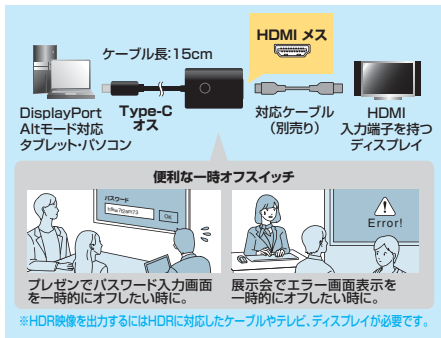 HDMI メス
ケーブル長:15cm
DisplayPort
Altモード対応
タブレット・パソコン
Type-C
オス
対応ケーブル
（別売り）
HDMI
入力端子を持つ
ディスプレイ
便利な一時オフスイッチ
パスワード
OK
Error!
プレゼンでパスワード入力画面
を一時的にオフしたい時に。
展示会でエラー画面表示を
一時的にオフしたい時に。
※HDR映像を出力するにはHDRに対応したケーブルやテレビ、ディスプレイが必要です。